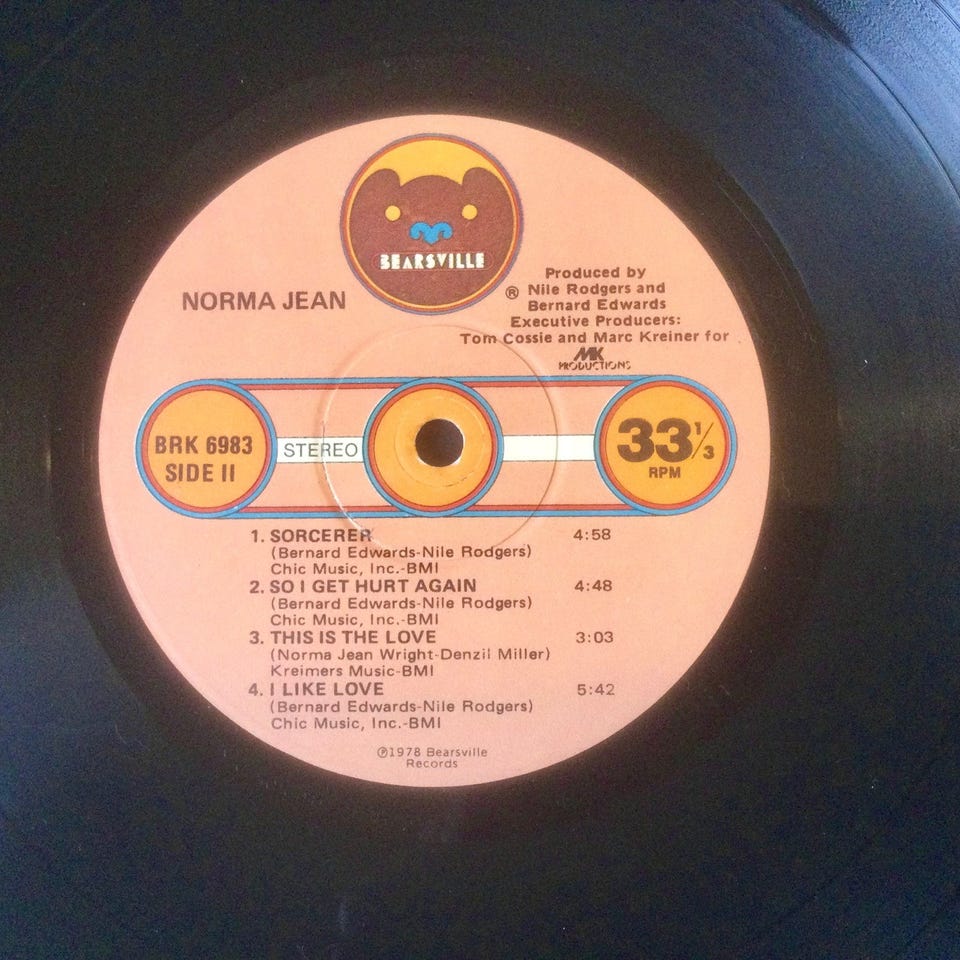 BEARSVILLE
®
NORMA JEAN
Produced by
Nile Rodgers and
Bernard Edwards
Executive Producers:
Tom Cossie and Marc Kreiner for
MK
PRODUCTIONS
BRK 6983
SIDE II
STEREO
33 1/3
RPM
1. SORCERER 4:58
(Bernard Edwards-Nile Rodgers)
Chic Music, Inc.-BMI
2. SO I GET HURT AGAIN 4:48
(Bernard Edwards-Nile Rodgers)
Chic Music, Inc.-BMI
3. THIS IS THE LOVE 3:03
(Norma Jean Wright-Denzil Miller)
Kreimers Music-BMI
4. I LIKE LOVE 5:42
(Bernard Edwards-Nile Rodgers)
Chic Music, Inc.-BMI
℗1978 Bearsville
Records